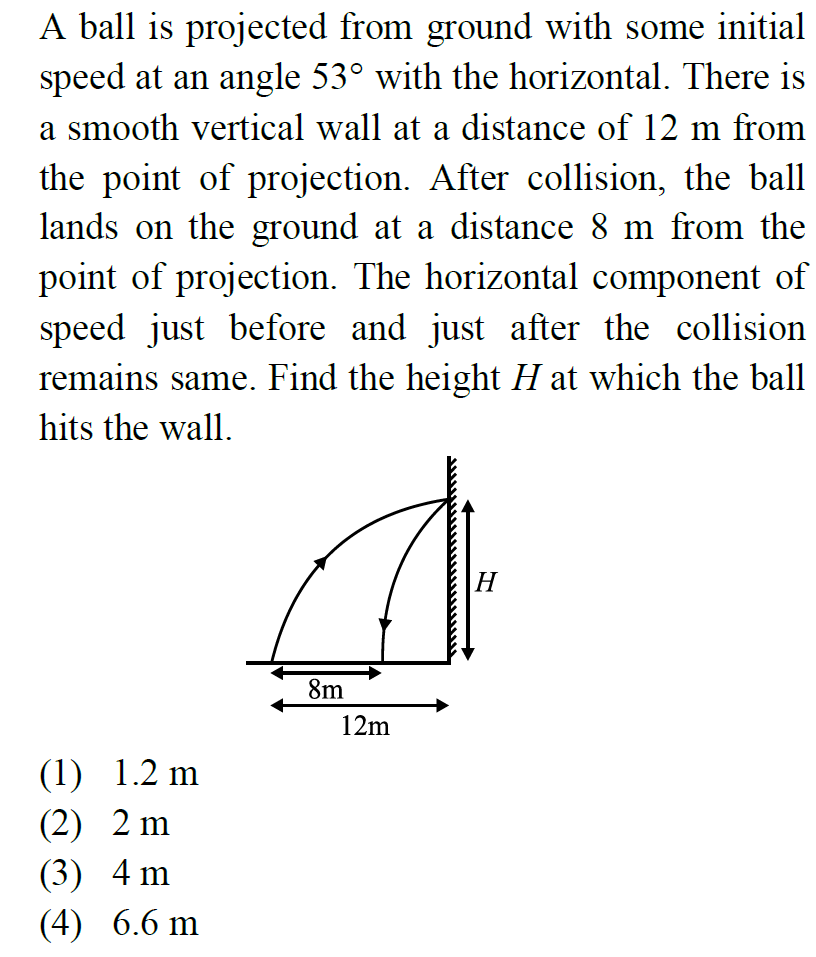 A ball is projected from ground with some initial
speed at an angle 53° with the horizontal. There is
a smooth vertical wall at a distance of 12 m from
the point of projection. After collision, the ball
lands on the ground at a distance 8 m from the
point of projection. The horizontal component of
speed just before and just after the collision
remains same. Find the height H at which the ball
hits the wall.
H
8m
12m
(1) 1.2 m
(2) 2 m
(3) 4 m
(4) 6.6 m